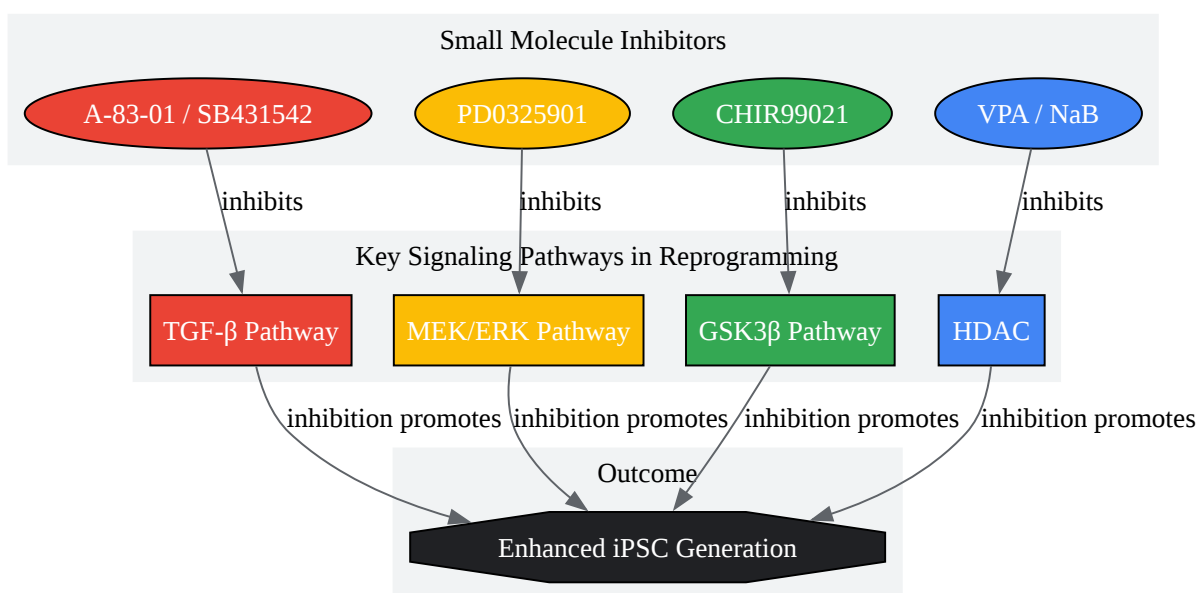 Small Molecule Inhibitors
A-83-01 / SB431542
PD0325901
CHIR99021
VPA / NaB
inhibits
inhibits
inhibits
inhibits
Key Signaling Pathways in Reprogramming
TGF-β Pathway
MEK/ERK Pathway
GSK3β Pathway
HDAC
inhibition promotes
inhibition promotes
inhibition promotes
inhibition promotes
Outcome
Enhanced iPSC Generation